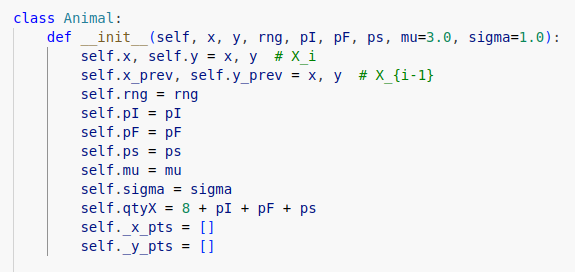 class Animal:
    def __init__(self, x, y, rng, pI, pF, ps, mu=3.0, sigma=1.0):
        self.x, self.y = x, y  # X_i
        self.x_prev, self.y_prev = x, y  # X_{i-1}
        self.rng = rng
        self.pI = pI
        self.pF = pF
        self.ps = ps
        self.mu = mu
        self.sigma = sigma
        self.qtyX = 8 + pI + pF + ps
        self._x_pts = []
        self._y_pts = []